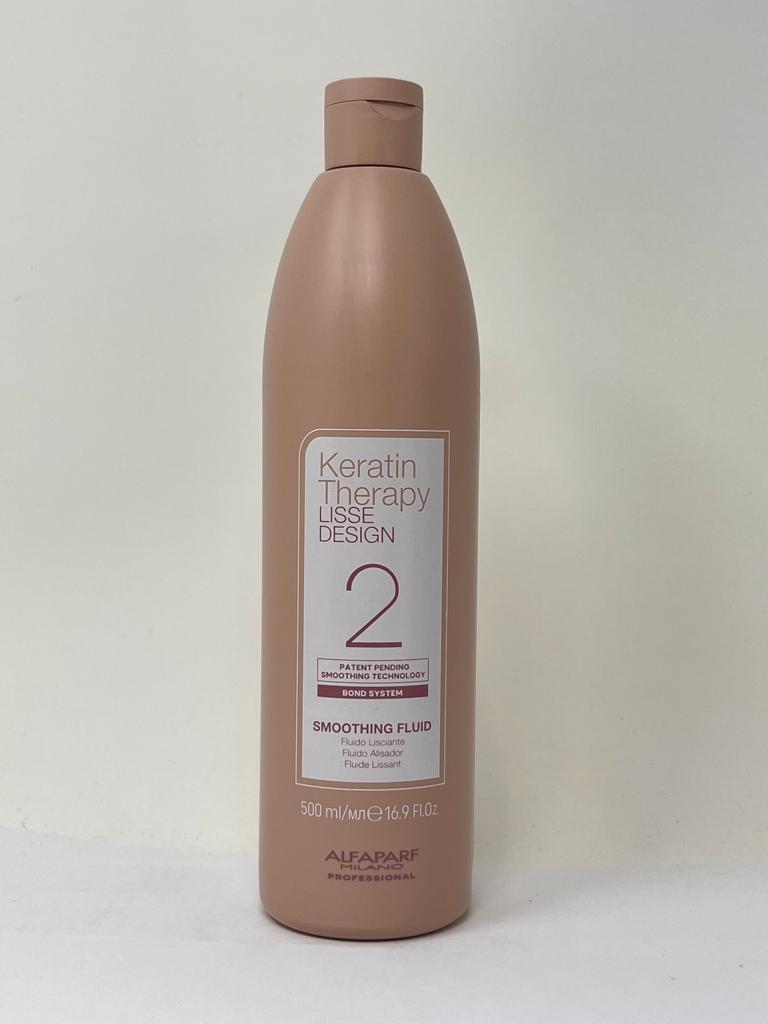 Keratin
Therapy
LISSE
DESIGN
2
PATENT PENDING
SMOOTHING TECHNOLOGY
BOND SYSTEM
SMOOTHING FLUID
Fluido Lisciante
Fluido Alisador
Fluide Lissant
500 ml/мл℮16.9 Fl.Oz.
ALFAPARF
MILANO
PROFESSIONAL